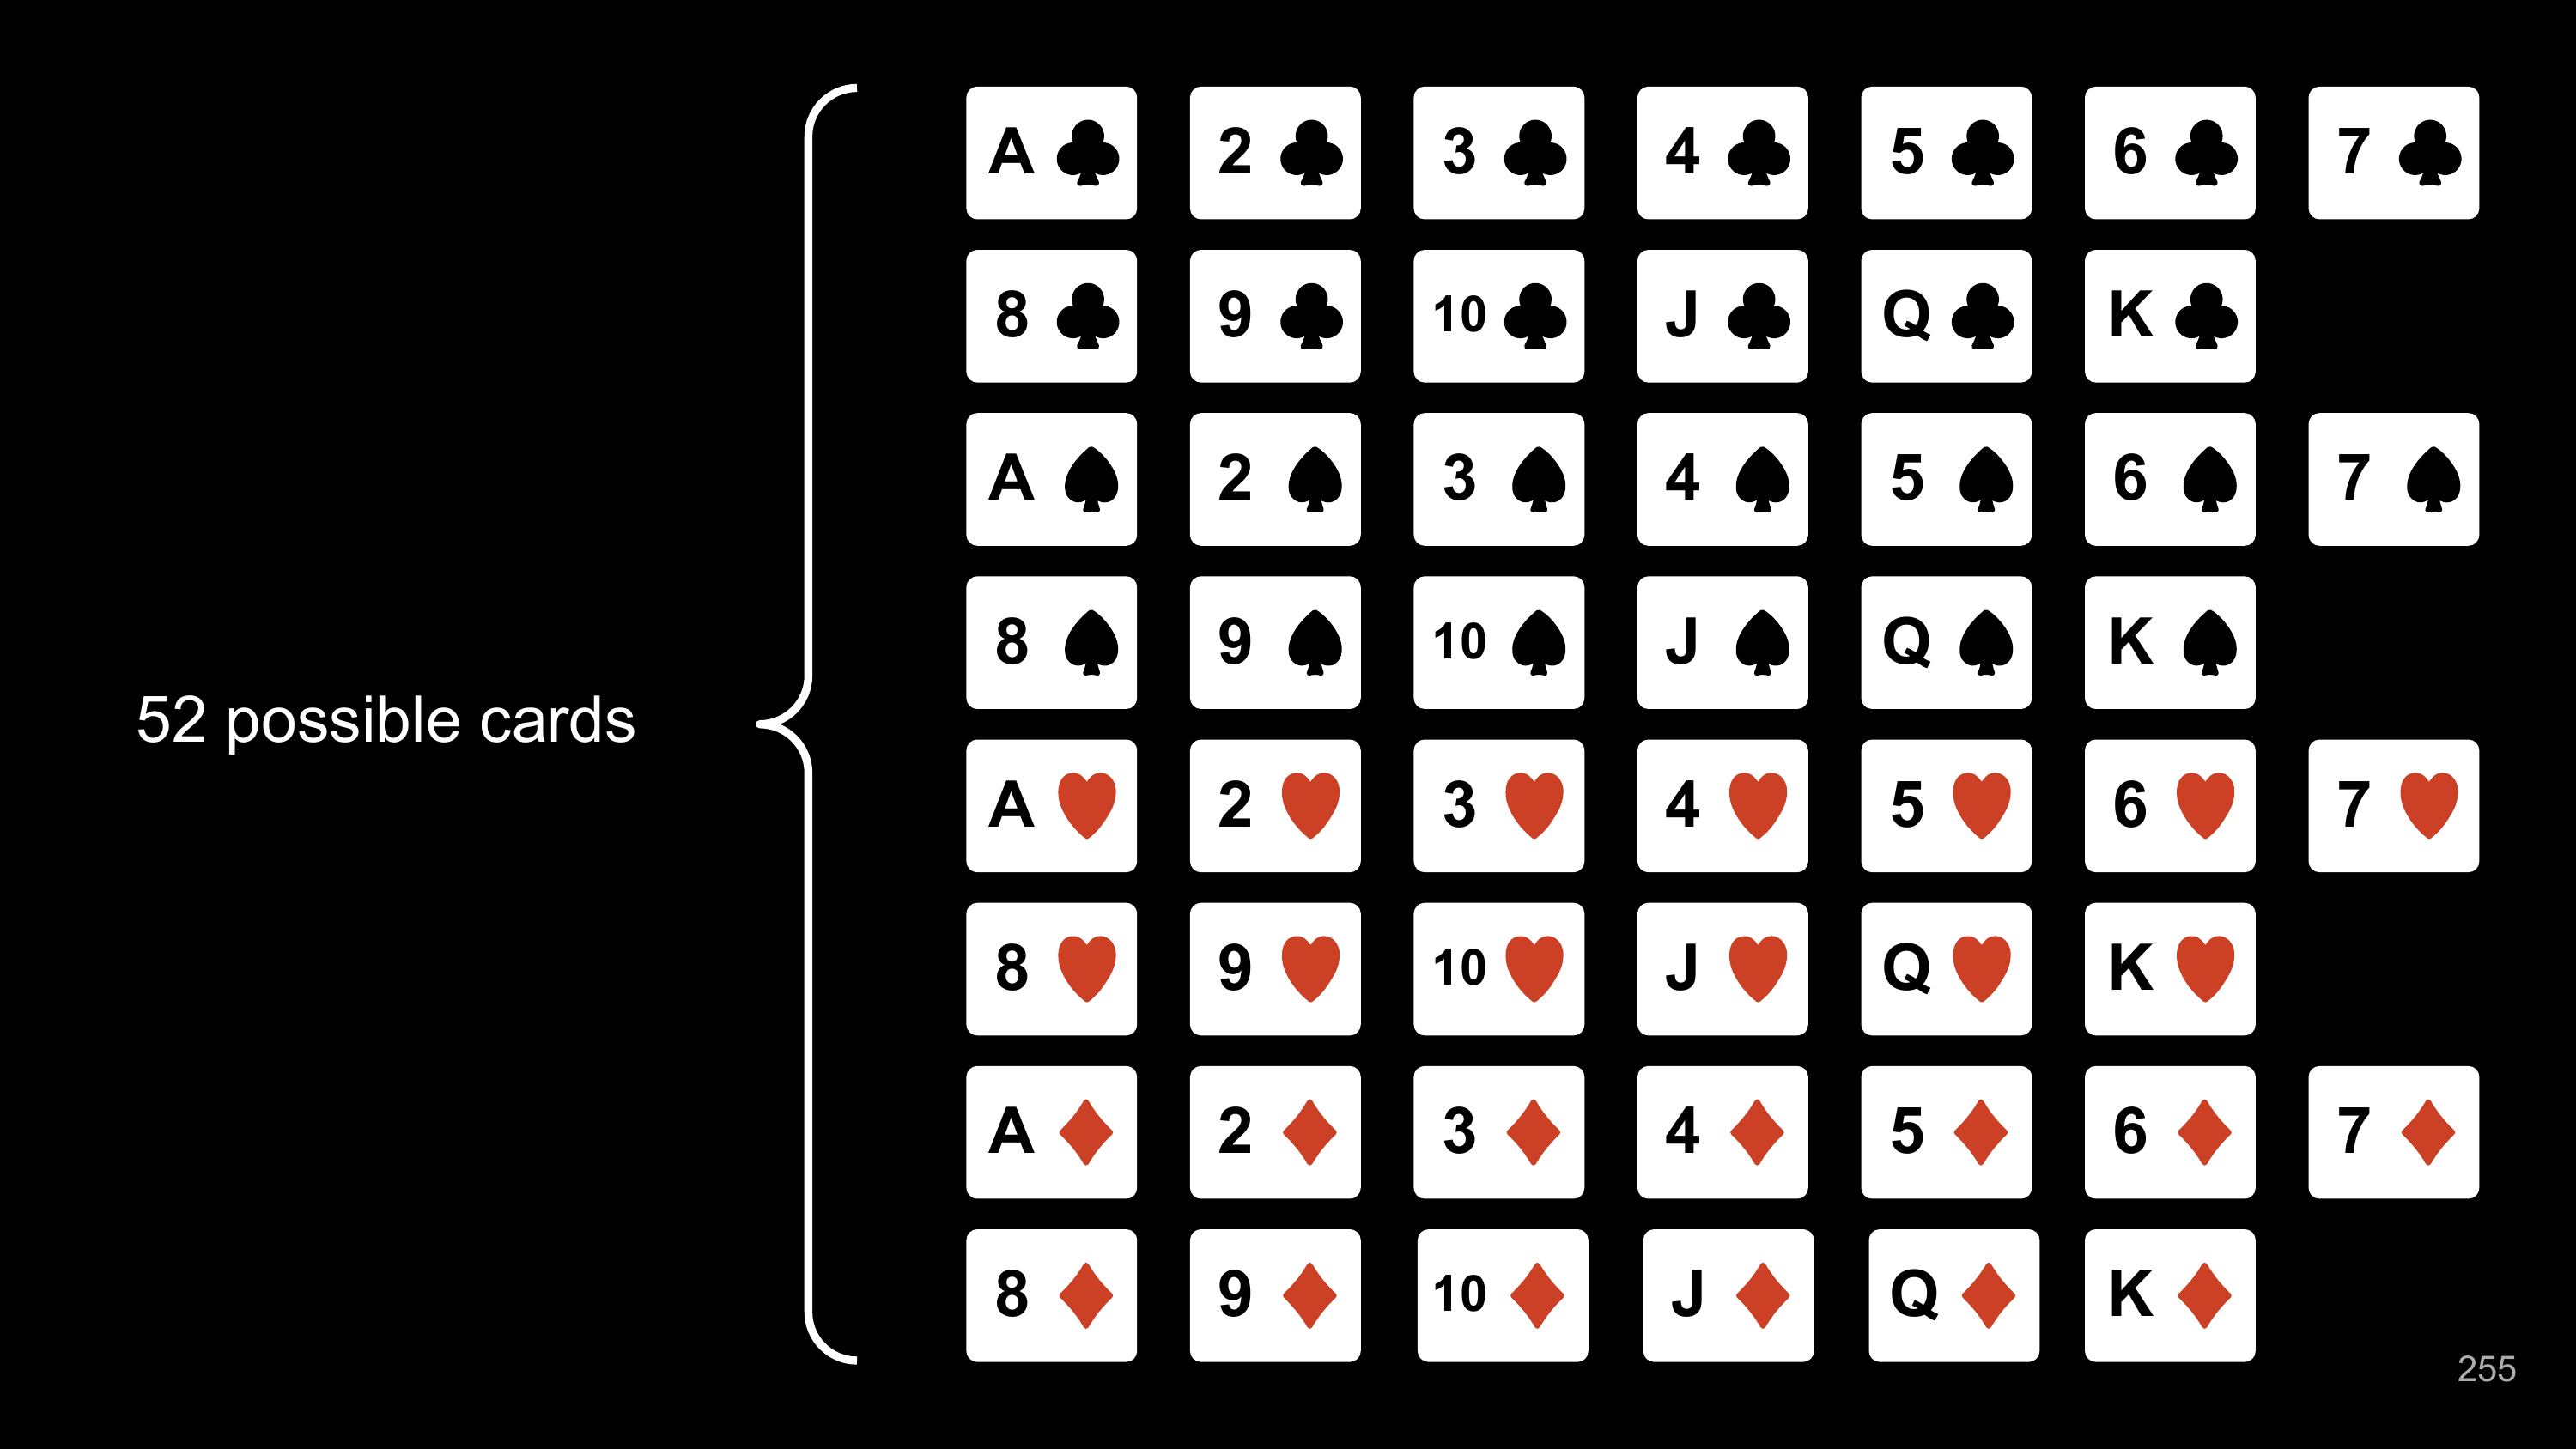 A ♣ 2 ♣ 3 ♣ 4 ♣ 5 ♣ 6 ♣ 7 ♣
8 ♣ 9 ♣ 10 ♣ J ♣ Q ♣ K ♣
A ♠ 2 ♠ 3 ♠ 4 ♠ 5 ♠ 6 ♠ 7 ♠
8 ♠ 9 ♠ 10 ♠ J ♠ Q ♠ K ♠
52 possible cards
A ♥ 2 ♥ 3 ♥ 4 ♥ 5 ♥ 6 ♥ 7 ♥
8 ♥ 9 ♥ 10 ♥ J ♥ Q ♥ K ♥
A ♦ 2 ♦ 3 ♦ 4 ♦ 5 ♦ 6 ♦ 7 ♦
8 ♦ 9 ♦ 10 ♦ J ♦ Q ♦ K ♦
255